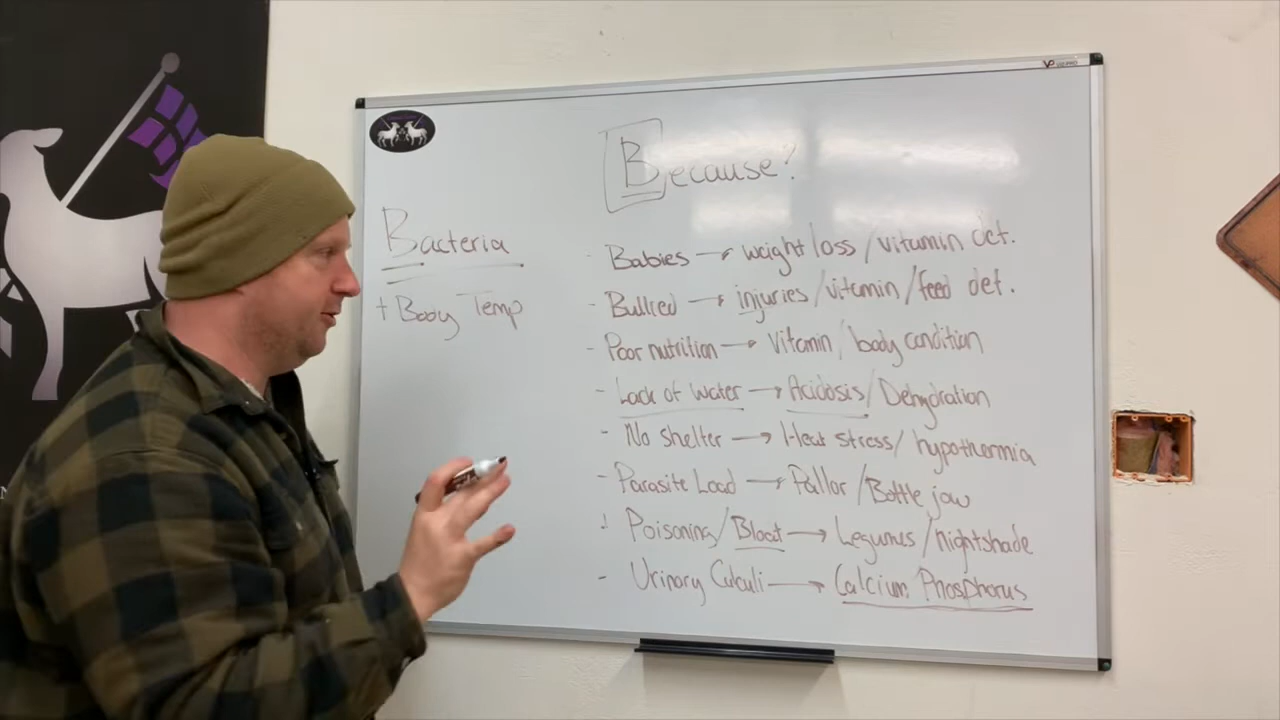 Because?
Bacteria
+ Body Temp
- Babies → weight loss / vitamin det.
- Bullied → injuries / vitamin / feed det.
- Poor nutrition → vitamin / body condition
- Lack of Water → Acidosis / Dehydration
- No shelter → Heat stress / hypothermia
- Parasite Load → Pallor / Bottle jaw
- Poisoning / Bloat → Legumes / nightshade
- Urinary Calculi → Calcium Phosphorus